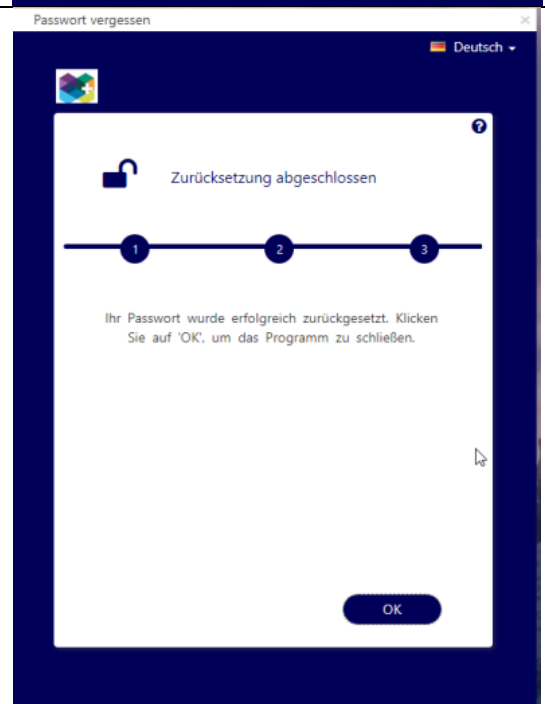 Passwort vergessen
Deutsch
Zurücksetzung abgeschlossen
1 2 3
Ihr Passwort wurde erfolgreich zurückgesetzt. Klicken
Sie auf 'OK', um das Programm zu schließen.
OK